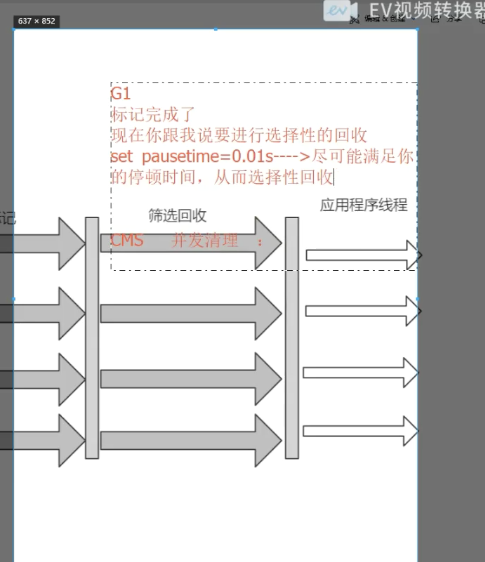 637 × 852
EV视频转换器
G1
标记完成了
现在你跟我说要进行选择性的回收
set pausetime=0.01s---->尽可能满足你
的停顿时间，从而选择性回收
应用程序线程
筛选回收
记
CMS 并发清理 ：